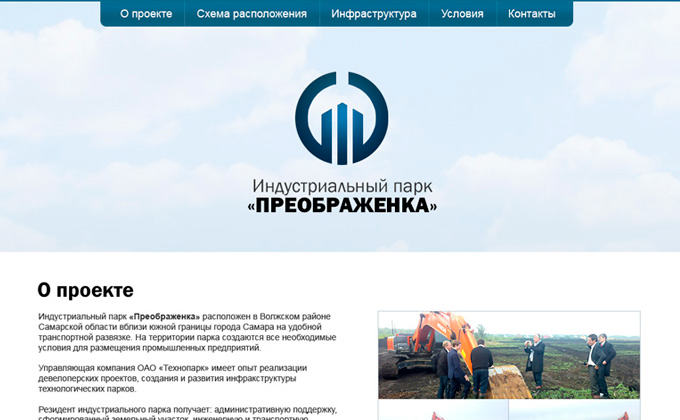 О проекте Схема расположения Инфраструктура Условия Контакты
Индустриальный парк
«ПРЕОБРАЖЕНКА»
О проекте
Индустриальный парк «Преображенка» расположен в Волжском районе
Самарской области вблизи южной границы города Самара на удобной
транспортной развязке. На территории парка создаются все необходимые
условия для размещения промышленных предприятий.
Управляющая компания ОАО «Технопарк» имеет опыт реализации
девелоперских проектов, создания и развития инфраструктуры
технологических парков.
Резидент индустриального парка получает: административную поддержку,
сформированный земельный участок, инженерную и транспортную